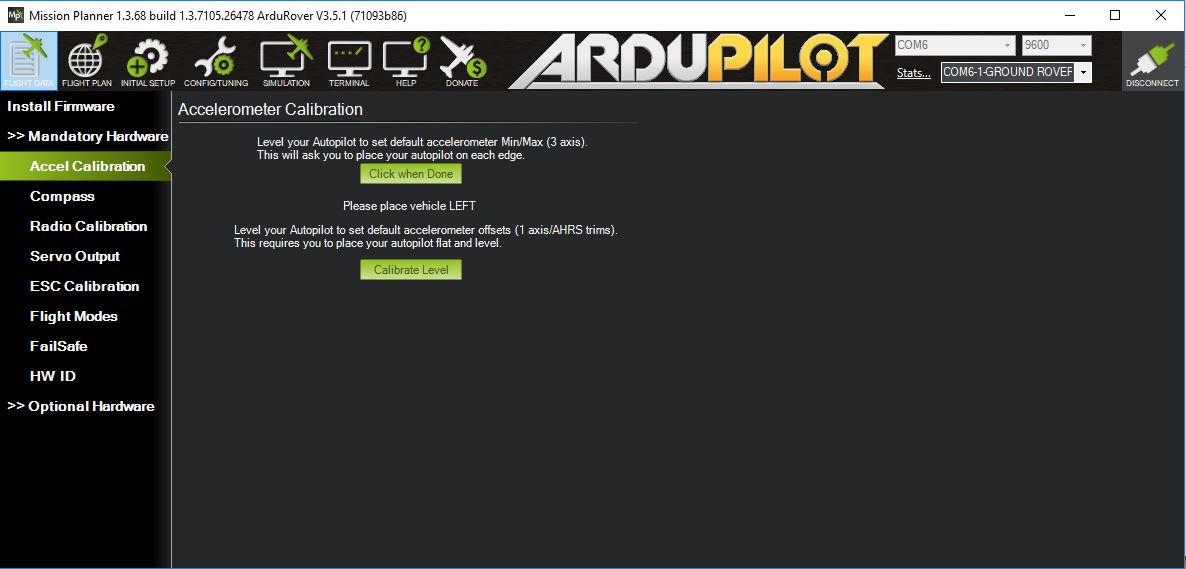 Mission Planner 1.3.68 build 1.3.7105.26478 ArduRover V3.5.1 (71093b86)
FLIGHT DATA FLIGHT PLAN INITIAL SETUP CONFIG/TUNING SIMULATION TERMINAL HELP DONATE
ARDUPILOT
COM6 9600
Stats... COM6-1-GROUND ROVER
DISCONNECT
Install Firmware
>> Mandatory Hardware
Accel Calibration
Compass
Radio Calibration
Servo Output
ESC Calibration
Flight Modes
FailSafe
HW ID
>> Optional Hardware
Accelerometer Calibration
Level your Autopilot to set default accelerometer Min/Max (3 axis).
This will ask you to place your autopilot on each edge.
Click when Done
Please place vehicle LEFT
Level your Autopilot to set default accelerometer offsets (1 axis/AHRS trims).
This requires you to place your autopilot flat and level.
Calibrate Level